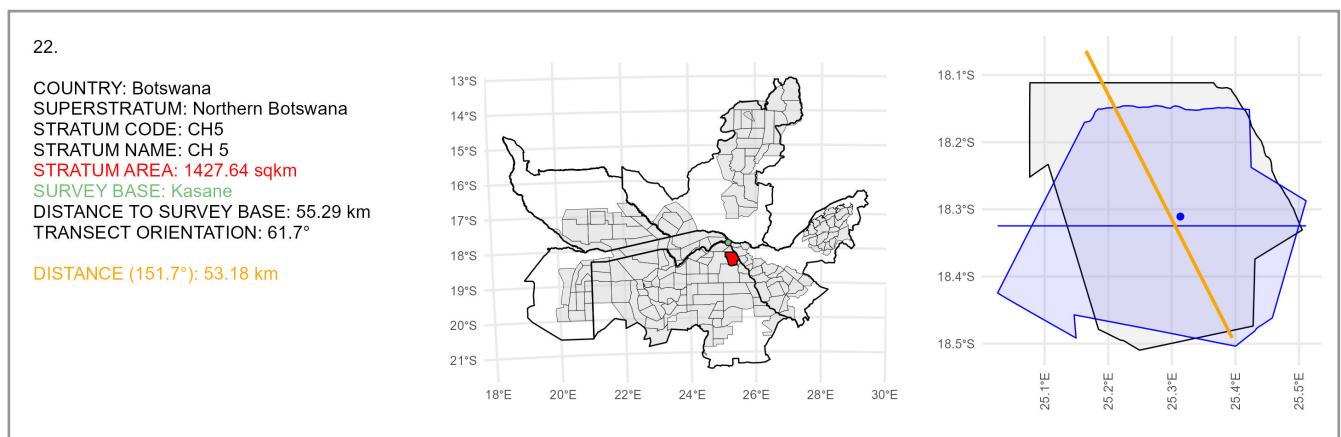 22.
COUNTRY: Botswana
SUPERSTRATUM: Northern Botswana
STRATUM CODE: CH5
STRATUM NAME: CH 5
STRATUM AREA: 1427.64 sqkm
SURVEY BASE: Kasane
DISTANCE TO SURVEY BASE: 55.29 km
TRANSECT ORIENTATION: 61.7°
DISTANCE (151.7°): 53.18 km
13°S
14°S
15°S
16°S
17°S
18°S
19°S
20°S
21°S
18°E 20°E 22°E 24°E 26°E 28°E 30°E
18.1°S
18.2°S
18.3°S
18.4°S
18.5°S
25.1°E 25.2°E 25.3°E 25.4°E 25.5°E